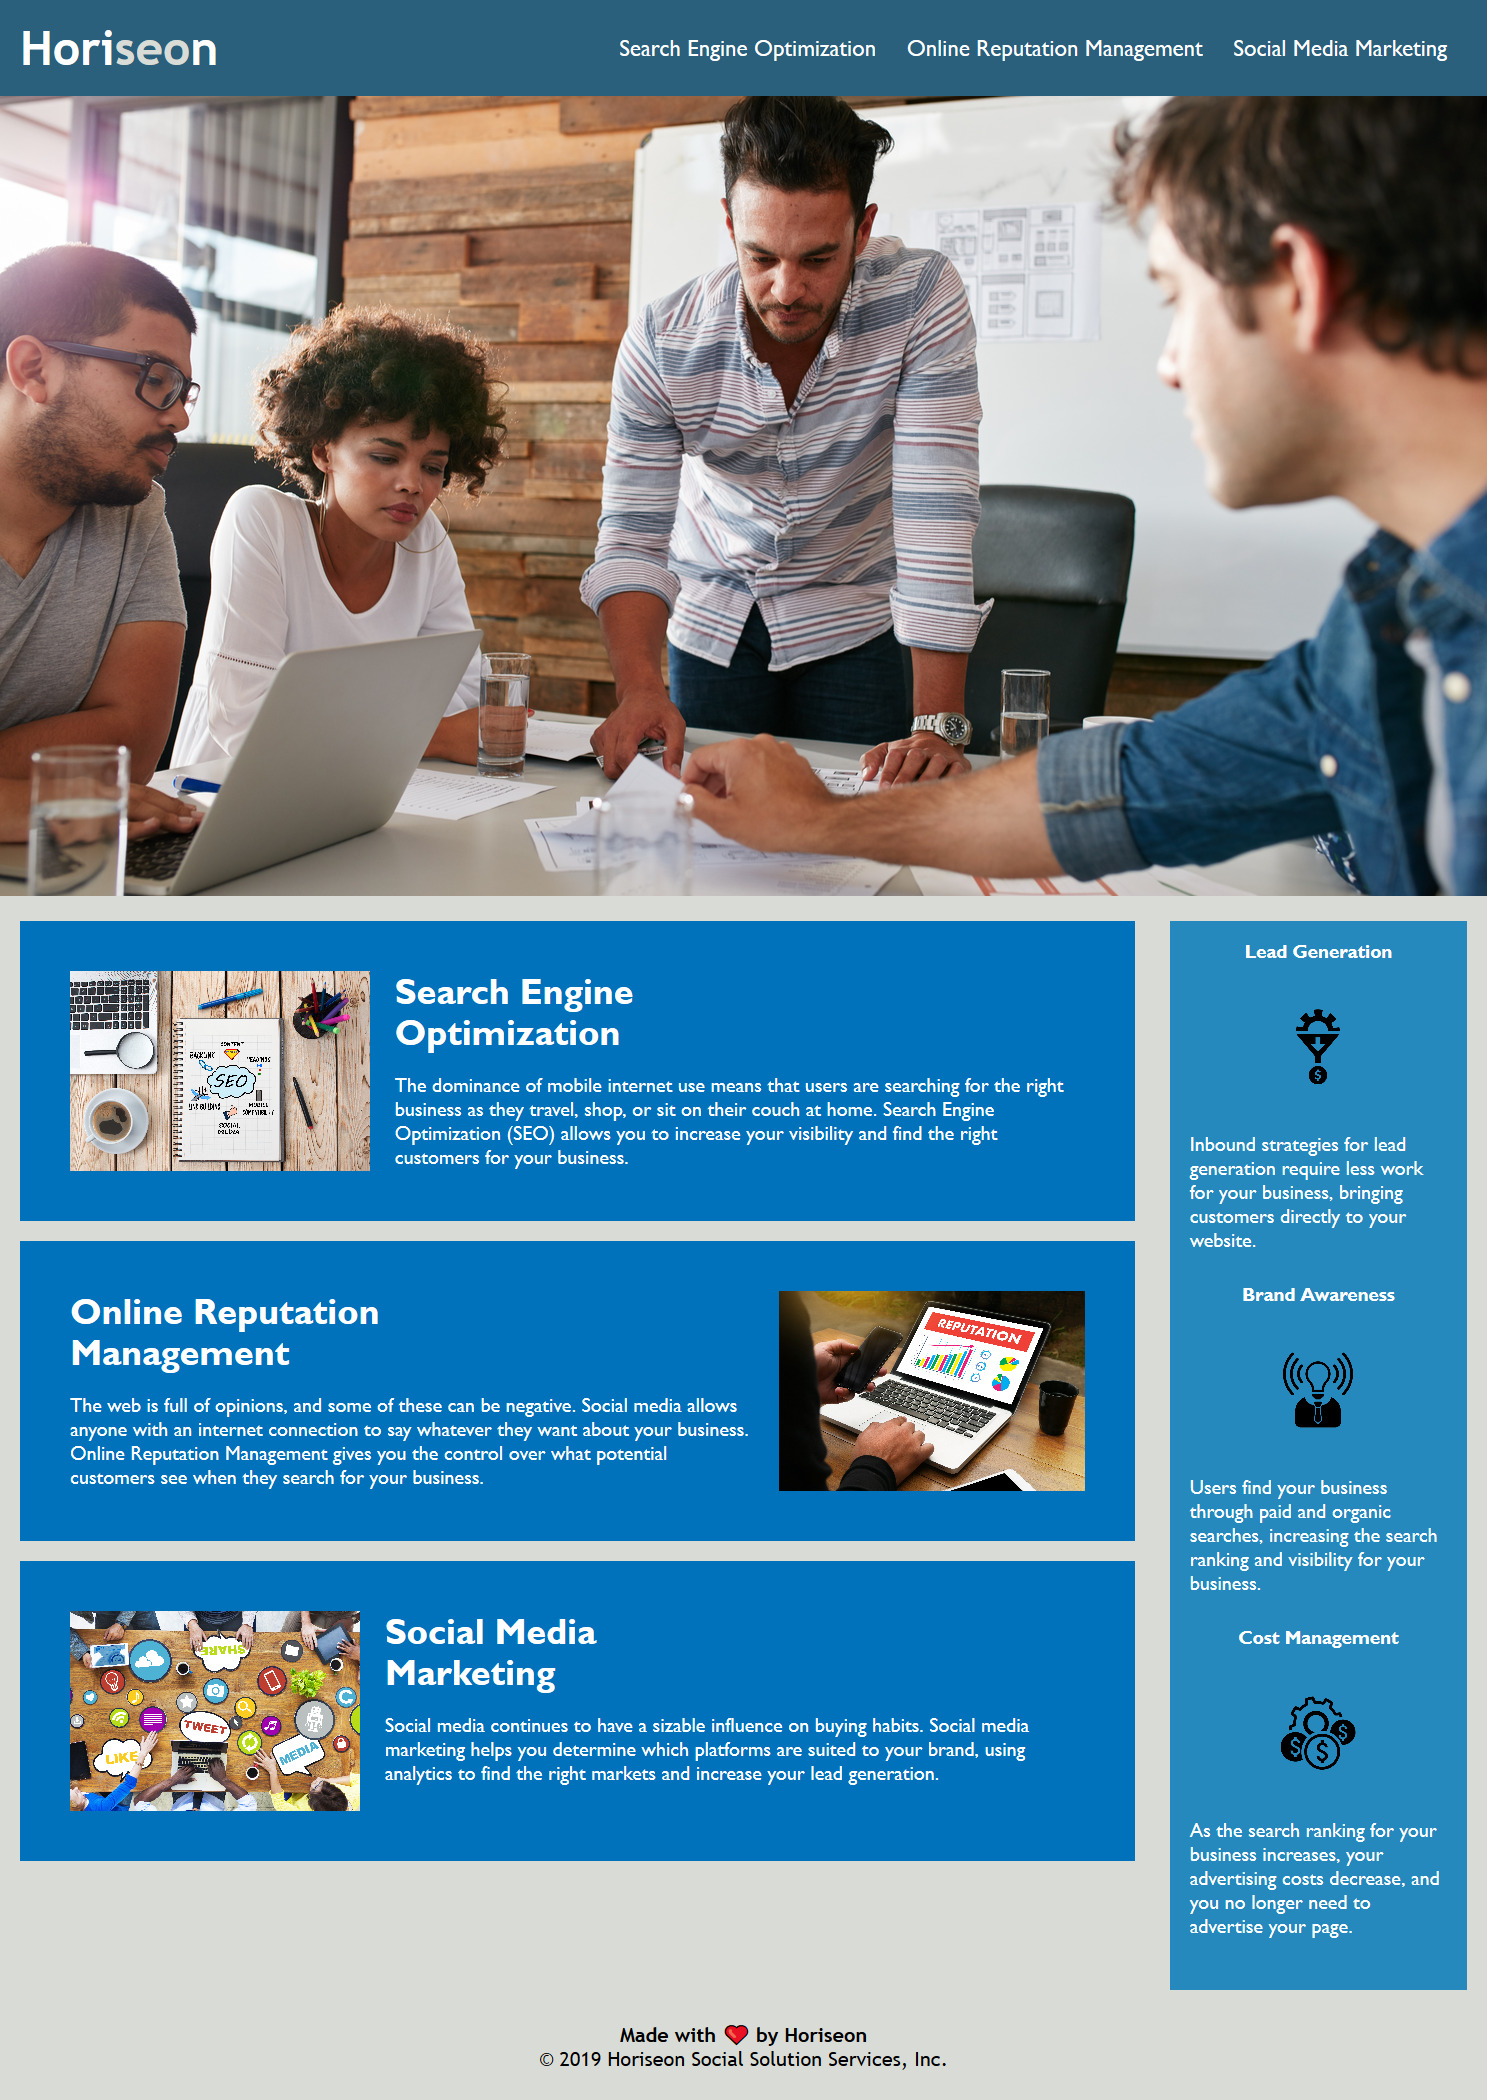 Horiseon
Search Engine Optimization
Online Reputation Management
Social Media Marketing
CONTENT
SEO
SOCIAL
Search Engine
Optimization
The dominance of mobile internet use means that users are searching for the right
business as they travel, shop, or sit on their couch at home. Search Engine
Optimization (SEO) allows you to increase your visibility and find the right
customers for your business.
Online Reputation
Management
The web is full of opinions, and some of these can be negative. Social media allows
anyone with an internet connection to say whatever they want about your business.
Online Reputation Management gives you the control over what potential
customers see when they search for your business.
REPUTATION
SHARE
TWEET
LIKE
MEDIA
Social Media
Marketing
Social media continues to have a sizable influence on buying habits. Social media
marketing helps you determine which platforms are suited to your brand, using
analytics to find the right markets and increase your lead generation.
Lead Generation
$
Inbound strategies for lead
generation require less work
for your business, bringing
customers directly to your
website.
Brand Awareness
Users find your business
through paid and organic
searches, increasing the search
ranking and visibility for your
business.
Cost Management
$
$
$
As the search ranking for your
business increases, your
advertising costs decrease, and
you no longer need to
advertise your page.
Made with ❤️ by Horiseon
© 2019 Horiseon Social Solution Services, Inc.